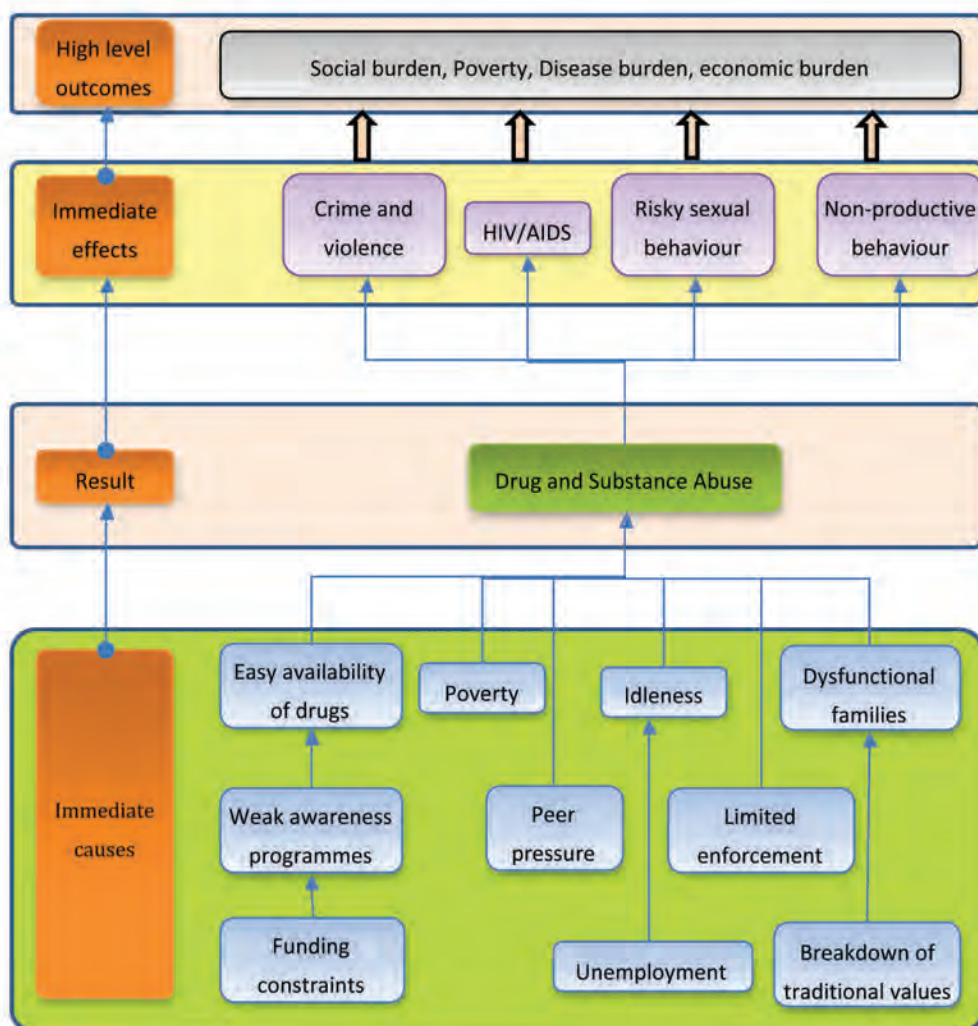 High level
outcomes
Social burden, Poverty, Disease burden, economic burden
Immediate
effects
Crime and
violence
HIV/AIDS
Risky sexual
behaviour
Non-productive
behaviour
Result
Drug and Substance Abuse
Immediate
causes
Easy availability
of drugs
Poverty
Idleness
Dysfunctional
families
Weak awareness
programmes
Peer
pressure
Limited
enforcement
Funding
constraints
Unemployment
Breakdown of
traditional values